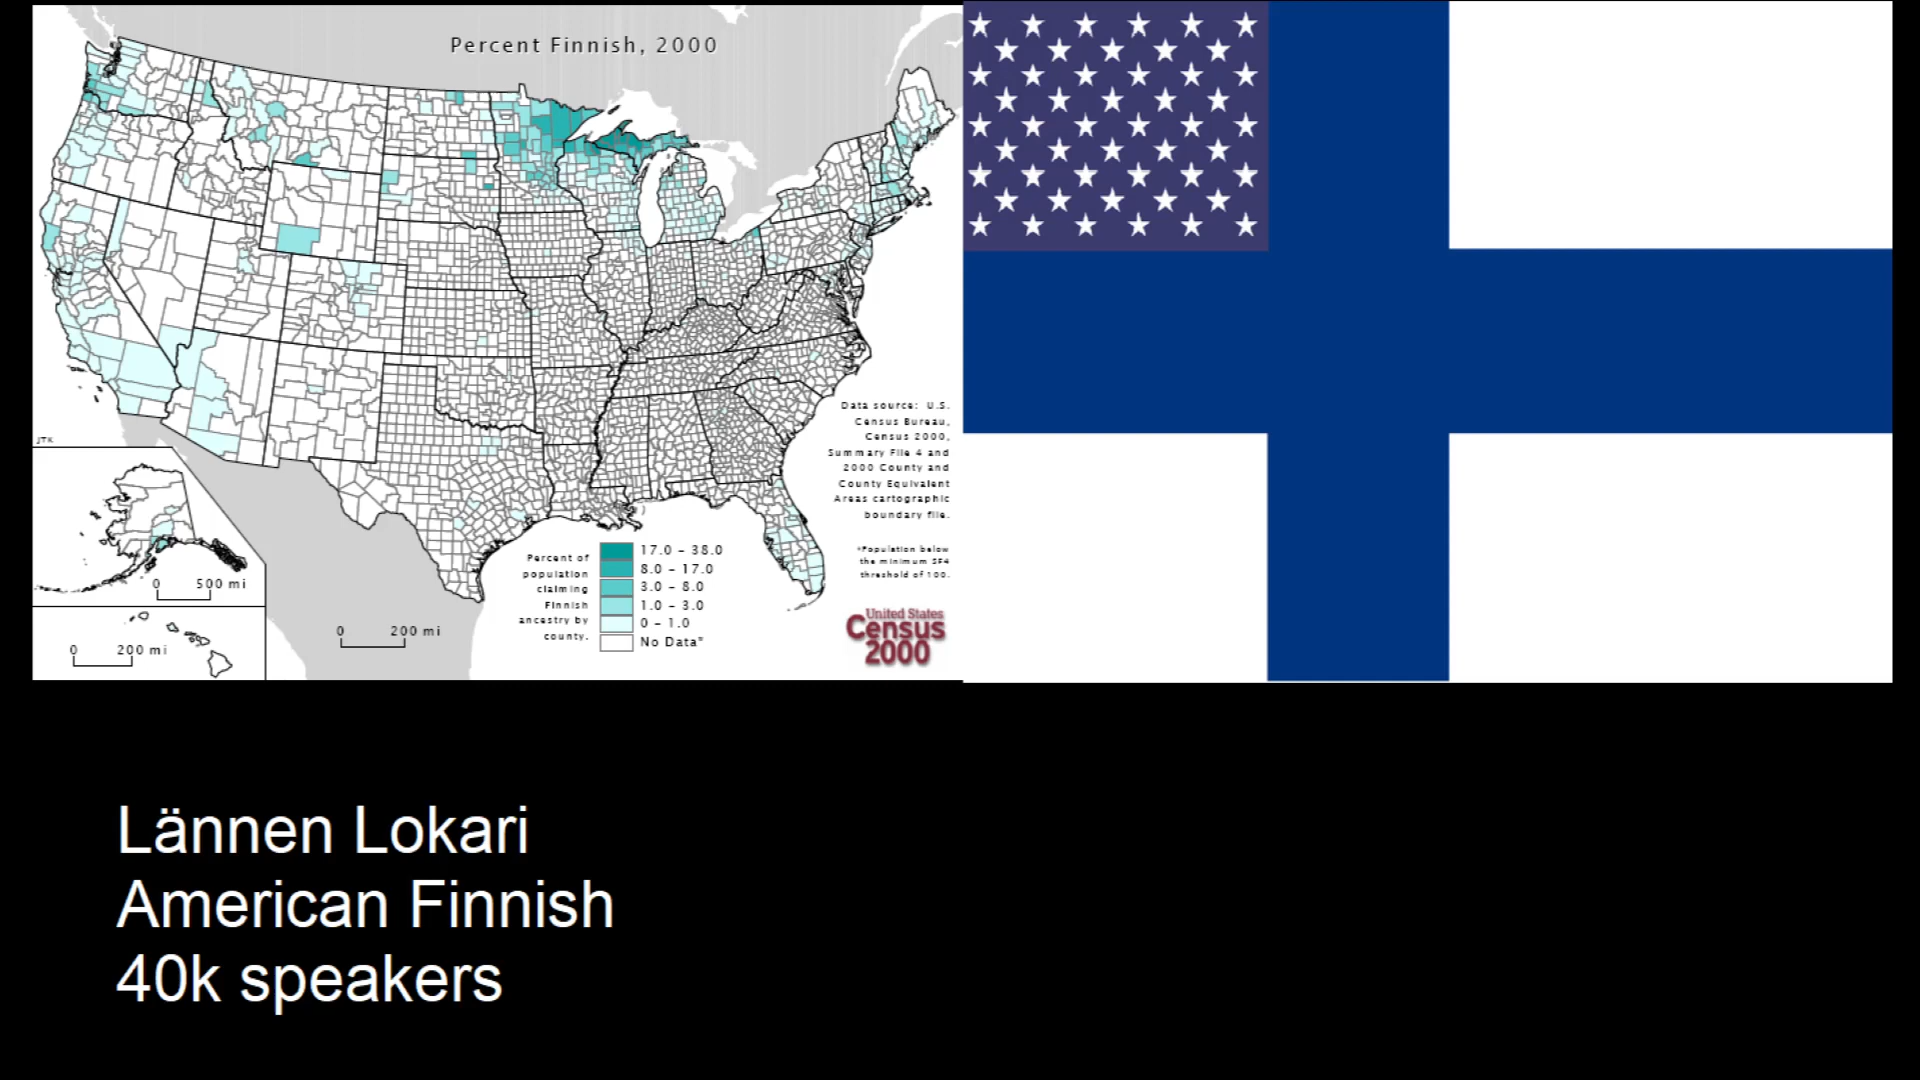 Percent Finnish, 2000
Data source: U.S.
Census Bureau,
Census 2000,
Summary File 4 and
2000 County and
County Equivalent
Areas cartographic
boundary file.
*Population below
the minimum SF4
threshold of 100.
JTK
0 500 mi
0 200 mi
0 200 mi
Percent of
population
claiming
Finnish
ancestry by
county.
17.0 - 38.0
8.0 - 17.0
3.0 - 8.0
1.0 - 3.0
0 - 1.0
No Data*
United States
Census
2000
Lännen Lokari
American Finnish
40k speakers